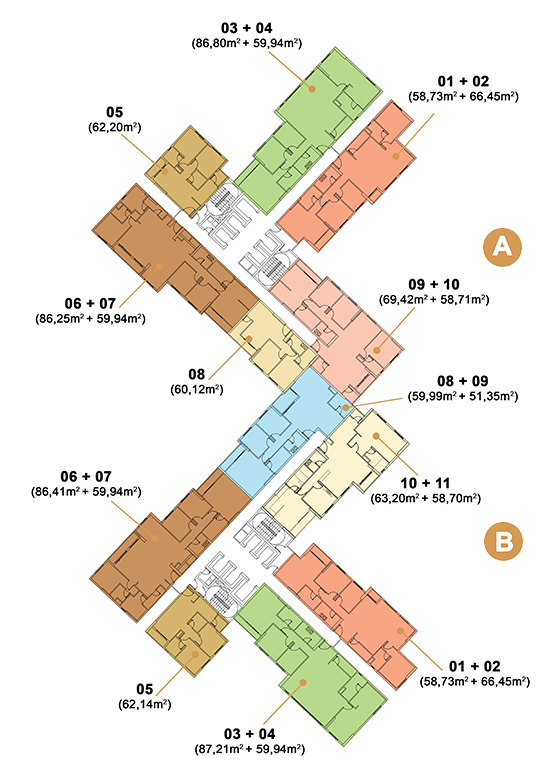 03 + 04
(86,80m² + 59,94m²)
01 + 02
(58,73m² + 66,45m²)
05
(62,20m²)
A
09 + 10
(69,42m² + 58,71m²)
06 + 07
(86,25m² + 59,94m²)
08
(60,12m²)
08 + 09
(59,99m² + 51,35m²)
06 + 07
(86,41m² + 59,94m²)
10 + 11
(63,20m² + 58,70m²)
B
01 + 02
(58,73m² + 66,45m²)
05
(62,14m²)
03 + 04
(87,21m² + 59,94m²)